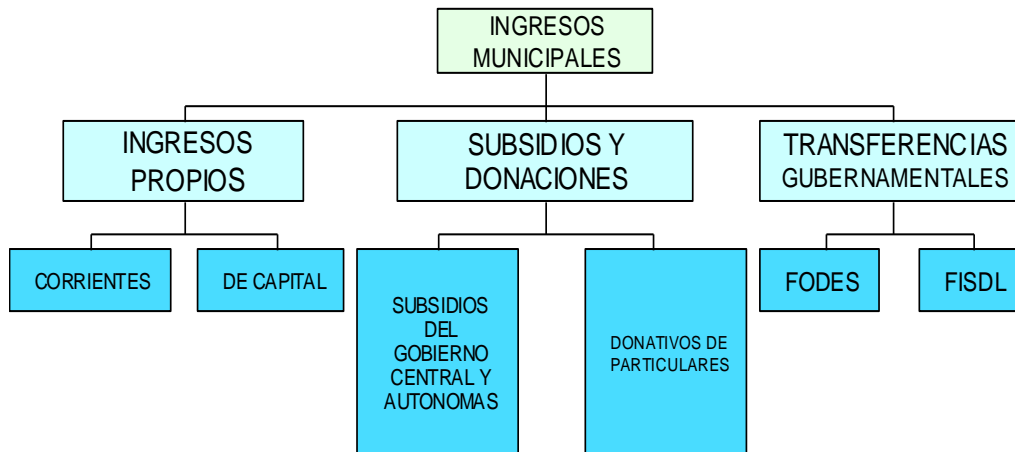 INGRESOS
MUNICIPALES
INGRESOS
PROPIOS
SUBSIDIOS Y
DONACIONES
TRANSFERENCIAS
GUBERNAMENTALES
CORRIENTES
DE CAPITAL
SUBSIDIOS
DEL
GOBIERNO
CENTRAL Y
AUTONOMAS
DONATIVOS DE
PARTICULARES
FODES
FISDL